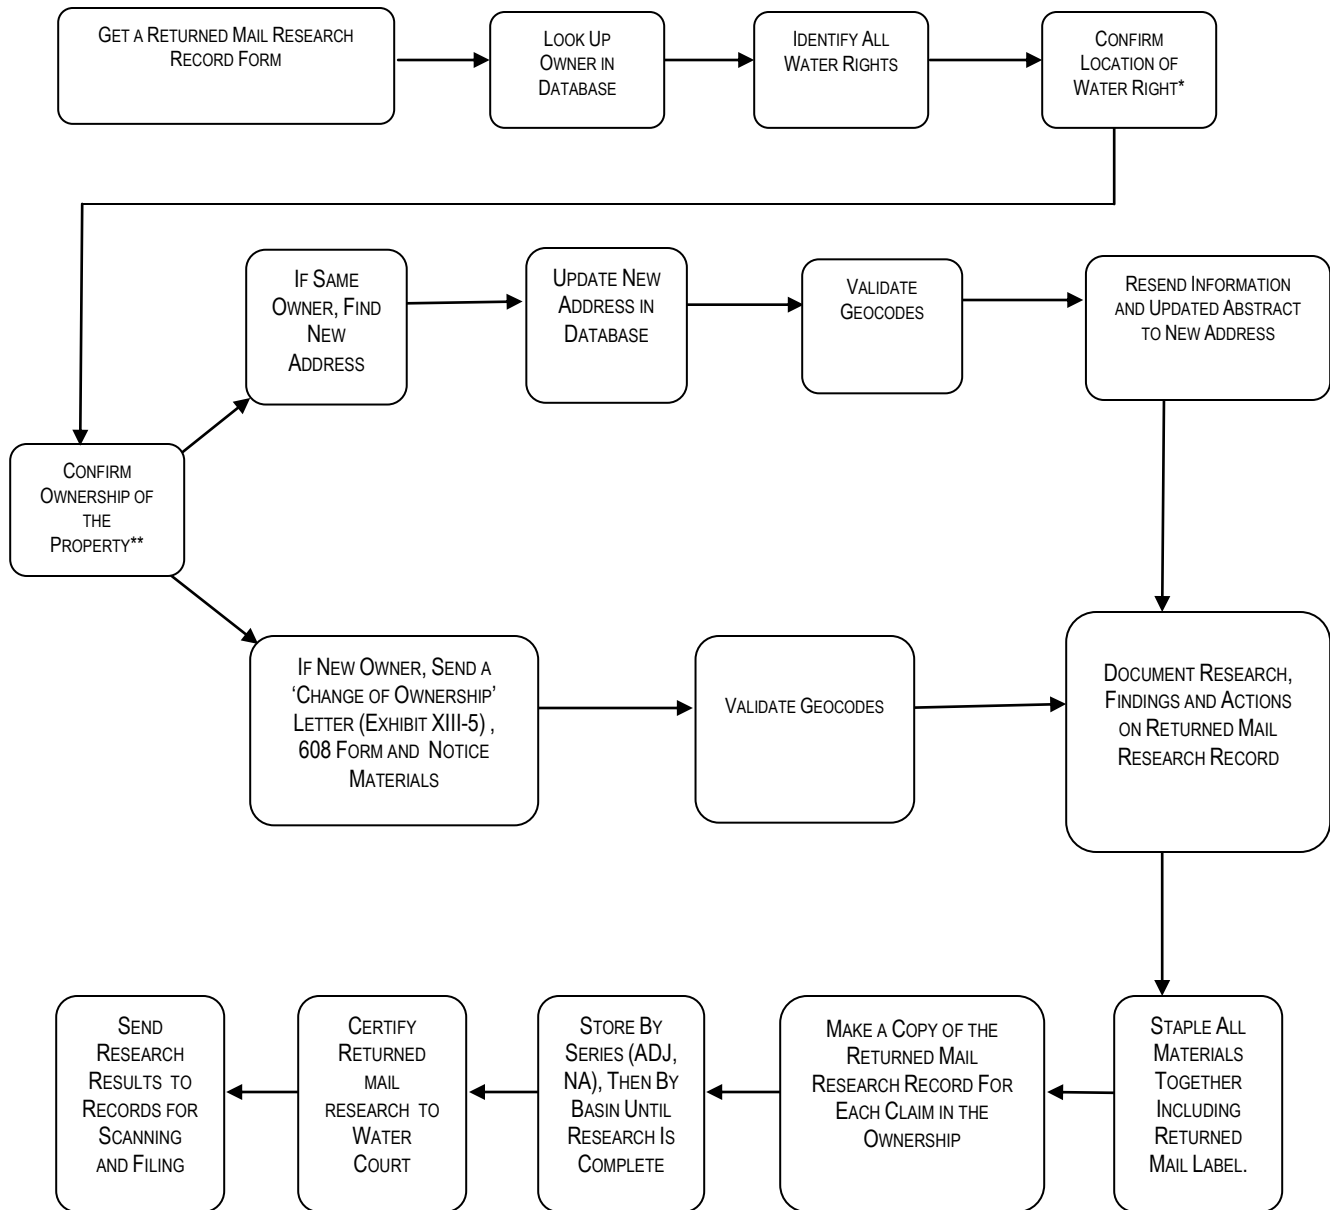 GET A RETURNED MAIL RESEARCH
RECORD FORM
LOOK UP
OWNER IN
DATABASE
IDENTIFY ALL
WATER RIGHTS
CONFIRM
LOCATION OF
WATER RIGHT*
IF SAME
OWNER, FIND
NEW
ADDRESS
UPDATE NEW
ADDRESS IN
DATABASE
VALIDATE
GEOCODES
RESEND INFORMATION
AND UPDATED ABSTRACT
TO NEW ADDRESS
CONFIRM
OWNERSHIP OF
THE
PROPERTY**
IF NEW OWNER, SEND A
‘CHANGE OF OWNERSHIP’
LETTER (EXHIBIT XIII-5) ,
608 FORM AND NOTICE
MATERIALS
VALIDATE GEOCODES
DOCUMENT RESEARCH,
FINDINGS AND ACTIONS
ON RETURNED MAIL
RESEARCH RECORD
SEND
RESEARCH
RESULTS TO
RECORDS FOR
SCANNING
AND FILING
CERTIFY
RETURNED
MAIL
RESEARCH TO
WATER
COURT
STORE BY
SERIES (ADJ,
NA), THEN BY
BASIN UNTIL
RESEARCH IS
COMPLETE
MAKE A COPY OF THE
RETURNED MAIL
RESEARCH RECORD FOR
EACH CLAIM IN THE
OWNERSHIP
STAPLE ALL
MATERIALS
TOGETHER
INCLUDING
RETURNED
MAIL LABEL.